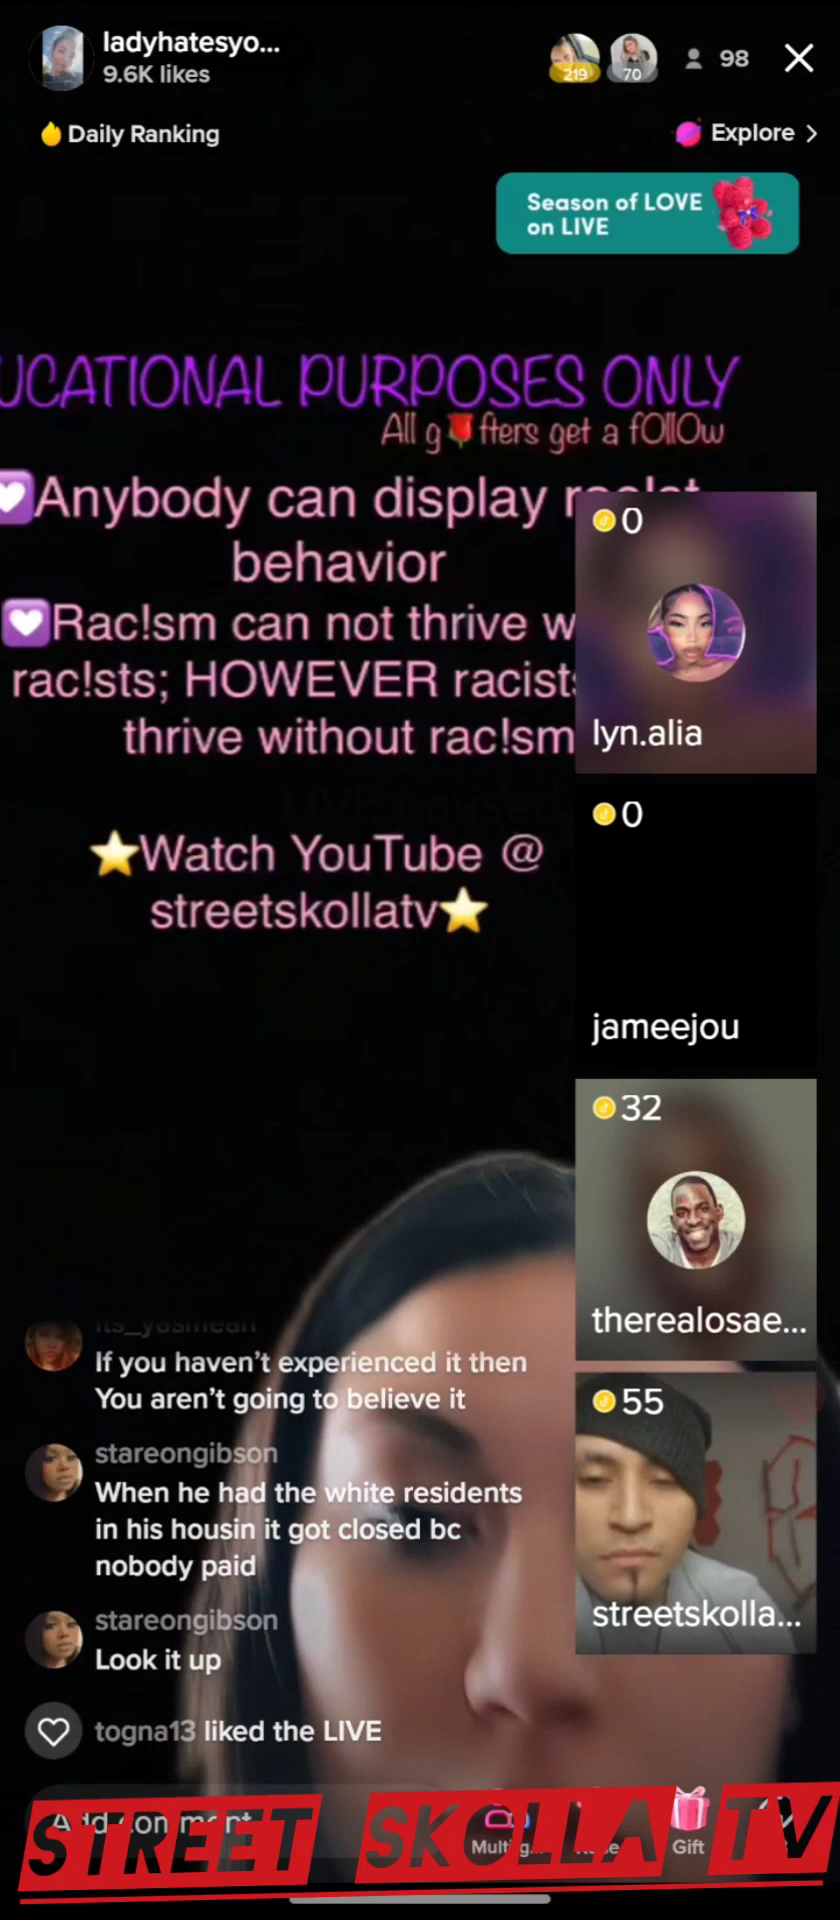 ladyhatesyo...
9.6K likes
219
70
98
Daily Ranking
Explore >
Season of LOVE
on LIVE
UCATIONAL PURPOSES ONLY
All g🌹fters get a fOllOw
Anybody can display
behavior
Rac!sm can not thrive w
rac!sts; HOWEVER racists
thrive without rac!sm
⭐Watch YouTube @
streetskollatv⭐
0
lyn.alia
0
jameejou
32
therealosae...
55
streetskolla...
its_yasmean
If you haven't experienced it then
You aren't going to believe it
stareongibson
When he had the white residents
in his housin it got closed bc
nobody paid
stareongibson
Look it up
togna13 liked the LIVE
Add comment
Gift
STREET SKOLLA TV